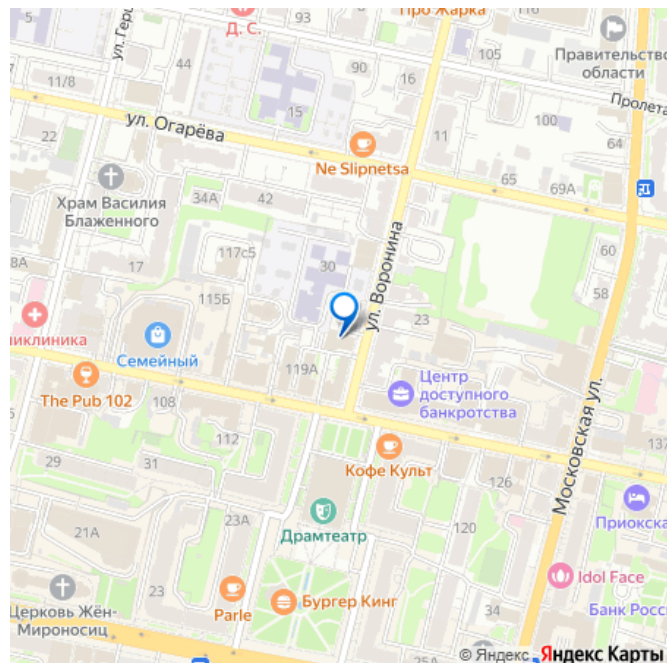 Про Жарка
ул. Гер
Д. С.
111
44
90
16
105
Правительство
области
11/8
15
Пролета
22
ул. Огарёва
11
100
64
Ne Slipnetsa
65
69А
Храм Василия
Блаженного
34А
42
117с5
30
ул. Воронина
60
8А
17
115Б
58
23
иклиника
Семейный
119А
Центр
доступного
банкротства
The Pub 102
108
Московская ул.
112
137
29
31
Кофе Культ
126
Приокска
21А
23А
Драмтеатр
120
Idol Face
23
Бургер Кинг
Церковь Жён-
Мироносиц
Parle
34
Банк Росс
© Яндекс Яндекс Карты